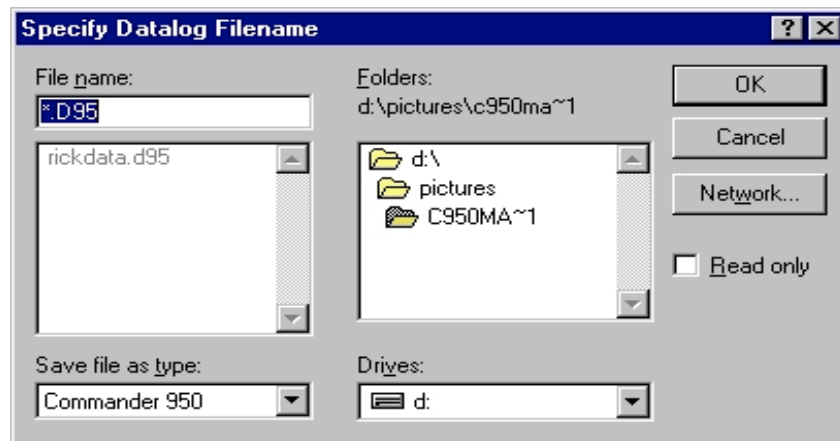 Specify Datalog Filename
File name:
*.D95
rickdata.d95
Save file as type:
Commander 950
Folders:
d:\pictures\c950ma~1
d:\
pictures
C950MA~1
Drives:
d:
OK
Cancel
Network...
Read only